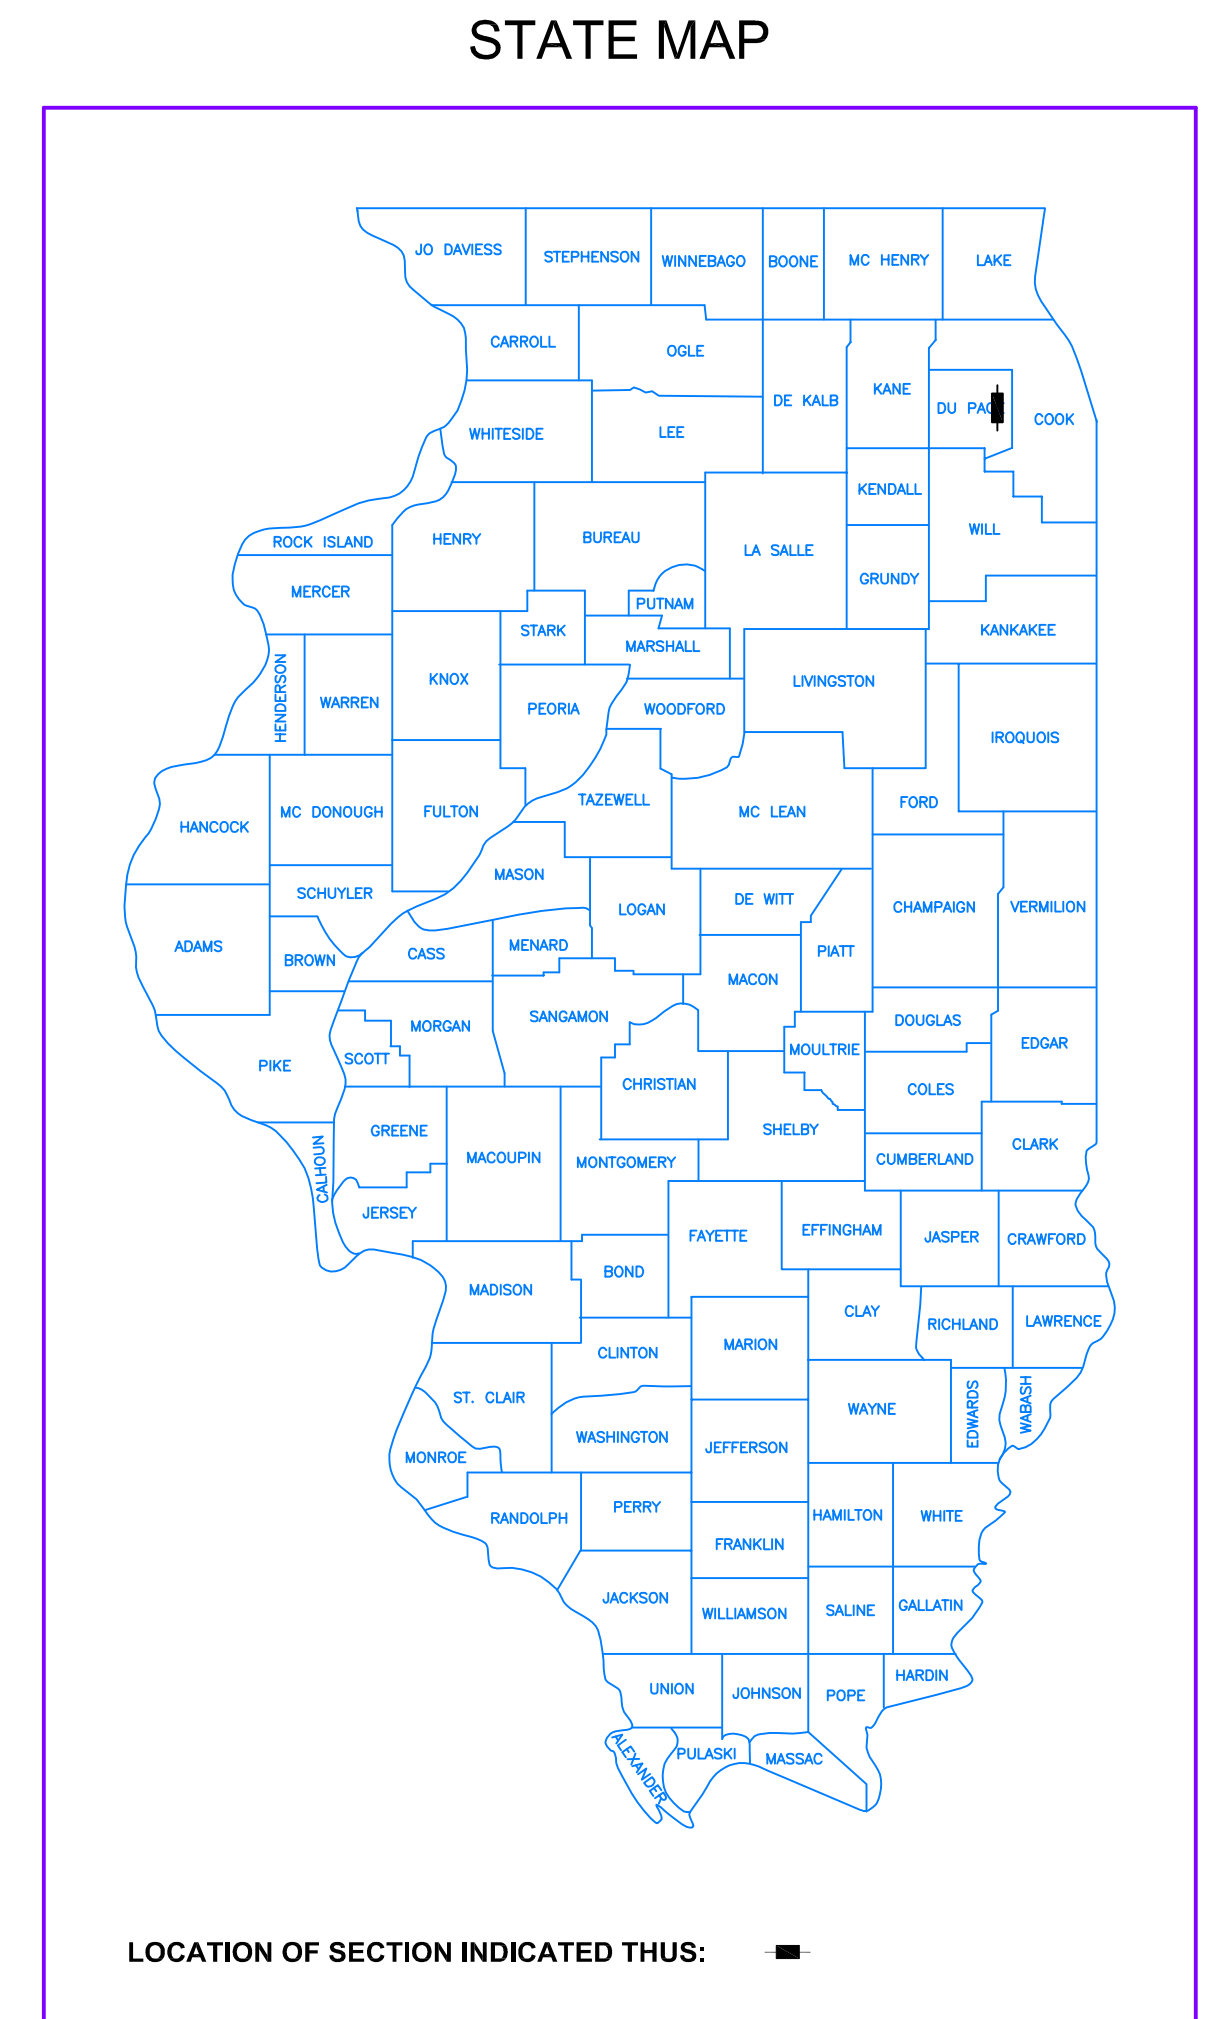 STATE MAP
JO DAVIESS
STEPHENSON
WINNEBAGO
BOONE
MC HENRY
LAKE
CARROLL
OGLE
KANE
DE KALB
DU PAG
COOK
WHITESIDE
LEE
KENDALL
ROCK ISLAND
HENRY
BUREAU
LA SALLE
WILL
MERCER
GRUNDY
PUTNAM
STARK
MARSHALL
KANKAKEE
HENDERSON
WARREN
KNOX
PEORIA
WOODFORD
LIVINGSTON
IROQUOIS
HANCOCK
MC DONOUGH
FULTON
TAZEWELL
MC LEAN
FORD
SCHUYLER
MASON
LOGAN
DE WITT
CHAMPAIGN
VERMILION
ADAMS
BROWN
CASS
MENARD
MACON
PIATT
PIKE
SCOTT
MORGAN
SANGAMON
CHRISTIAN
MOULTRIE
DOUGLAS
EDGAR
COLES
CALHOUN
GREENE
MACOUPIN
MONTGOMERY
SHELBY
CUMBERLAND
CLARK
JERSEY
FAYETTE
EFFINGHAM
JASPER
CRAWFORD
MADISON
BOND
CLAY
RICHLAND
LAWRENCE
CLINTON
MARION
ST. CLAIR
WAYNE
EDWARDS
WABASH
MONROE
WASHINGTON
JEFFERSON
RANDOLPH
PERRY
HAMILTON
WHITE
FRANKLIN
JACKSON
WILLIAMSON
SALINE
GALLATIN
UNION
JOHNSON
POPE
HARDIN
ALEXANDER
PULASKI
MASSAC
LOCATION OF SECTION INDICATED THUS: